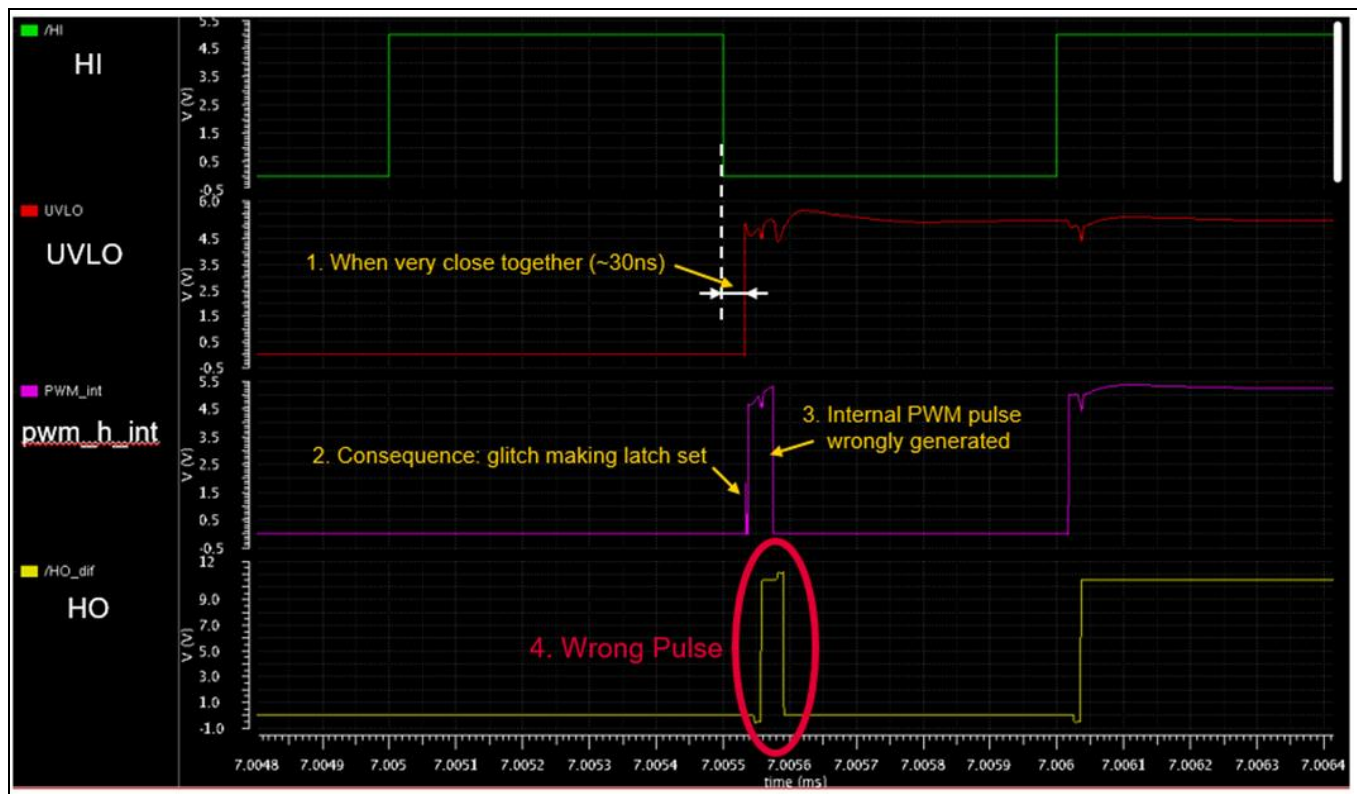 /HI
HI
V (V)
5.5
4.5
3.5
2.5
1.5
0.5
-0.5
UVLO
UVLO
V (V)
6.0
4.5
3.5
2.5
1.5
0.5
-0.5
1. When very close together (~30ns)
PWM_int
pwm_h_int
V (V)
5.5
4.5
3.5
2.5
1.5
0.5
-0.5
2. Consequence: glitch making latch set
3. Internal PWM pulse
wrongly generated
/HO_dif
HO
V (V)
12
9.0
7.0
5.0
3.0
1.0
-1.0
4. Wrong Pulse
7.0048 7.0049 7.005 7.0051 7.0052 7.0053 7.0054 7.0055 7.0056 7.0057 7.0058 7.0059 7.006 7.0061 7.0062 7.0063 7.0064
time (ms)